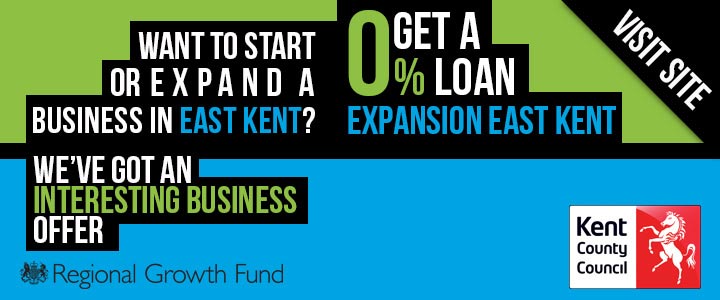 WANT TO START
OR EXPAND A
BUSINESS IN EAST KENT?
WE'VE GOT AN
INTERESTING BUSINESS
OFFER
Regional Growth Fund
GET A
0% LOAN
EXPANSION EAST KENT
VISIT SITE
Kent
County
Council